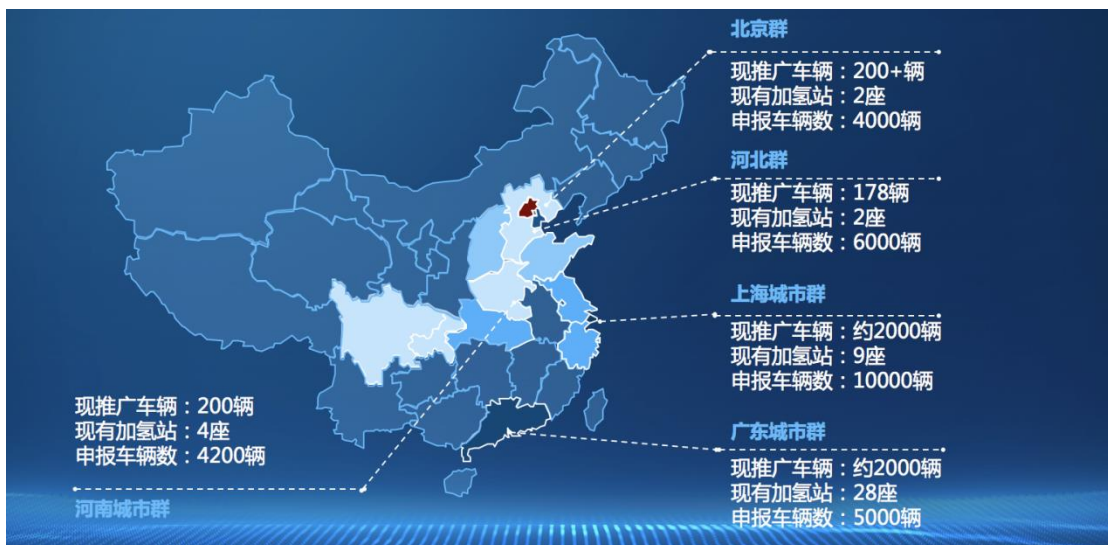 北京群
现推广车辆：200+辆
现有加氢站：2座
申报车辆数：4000辆
河北群
现推广车辆：178辆
现有加氢站：2座
申报车辆数：6000辆
上海城市群
现推广车辆：约2000辆
现有加氢站：9座
申报车辆数：10000辆
广东城市群
现推广车辆：约2000辆
现有加氢站：28座
申报车辆数：5000辆
现推广车辆：200辆
现有加氢站：4座
申报车辆数：4200辆
河南城市群